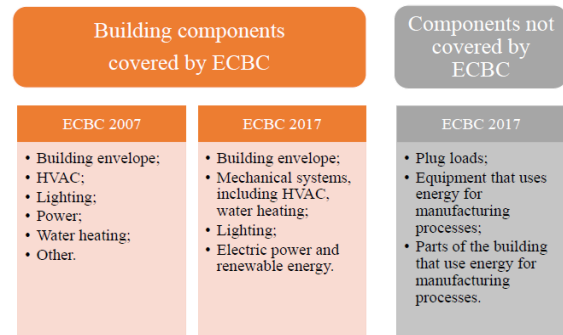 Building components
covered by ECBC
Components not
covered by
ECBC
ECBC 2007
• Building envelope;
• HVAC;
• Lighting;
• Power;
• Water heating;
• Other.
ECBC 2017
• Building envelope;
• Mechanical systems,
including HVAC,
water heating;
• Lighting;
• Electric power and
renewable energy.
ECBC 2017
• Plug loads;
• Equipment that uses
energy for
manufacturing
processes;
• Parts of the building
that use energy for
manufacturing
processes.